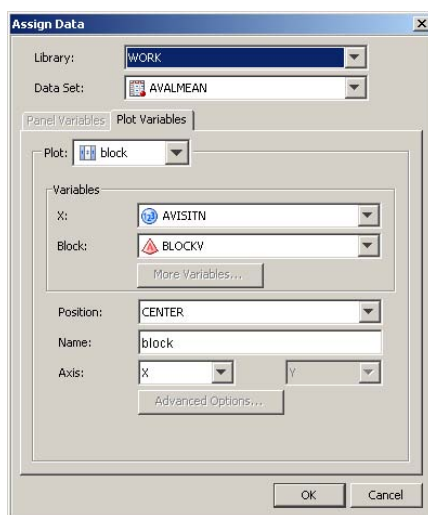 Assign Data
Library: WORK
Data Set: AVALMEAN
Panel Variables Plot Variables
Plot: block
Variables
X: AVISITN
Block: BLOCKV
More Variables...
Position: CENTER
Name: block
Axis: X Y
Advanced Options...
OK Cancel